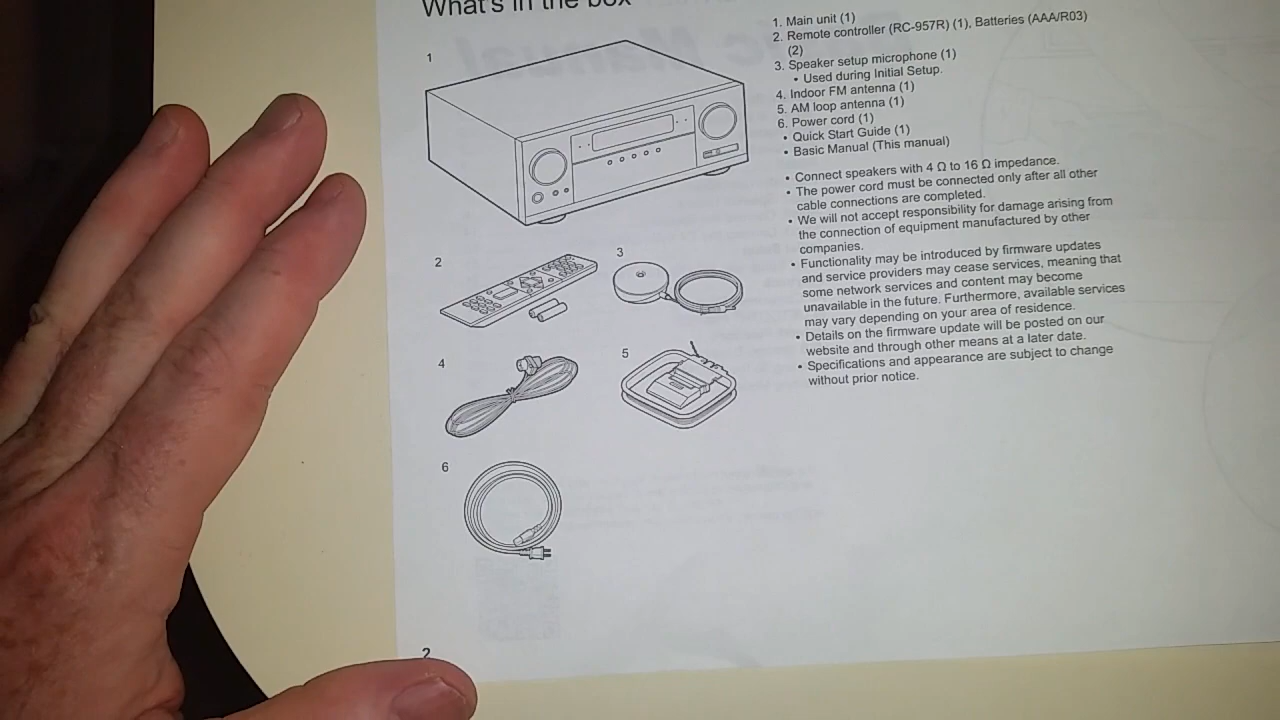 What's in the box
1
2
3
4
5
6
1. Main unit (1)
2. Remote controller (RC-957R) (1), Batteries (AAA/R03)
(2)
3. Speaker setup microphone (1)
• Used during Initial Setup.
4. Indoor FM antenna (1)
5. AM loop antenna (1)
6. Power cord (1)
• Quick Start Guide (1)
• Basic Manual (This manual)
• Connect speakers with 4 Ω to 16 Ω impedance.
• The power cord must be connected only after all other
cable connections are completed.
• We will not accept responsibility for damage arising from
the connection of equipment manufactured by other
companies.
• Functionality may be introduced by firmware updates
and service providers may cease services, meaning that
some network services and content may become
unavailable in the future. Furthermore, available services
may vary depending on your area of residence.
• Details on the firmware update will be posted on our
website and through other means at a later date.
• Specifications and appearance are subject to change
without prior notice.
2